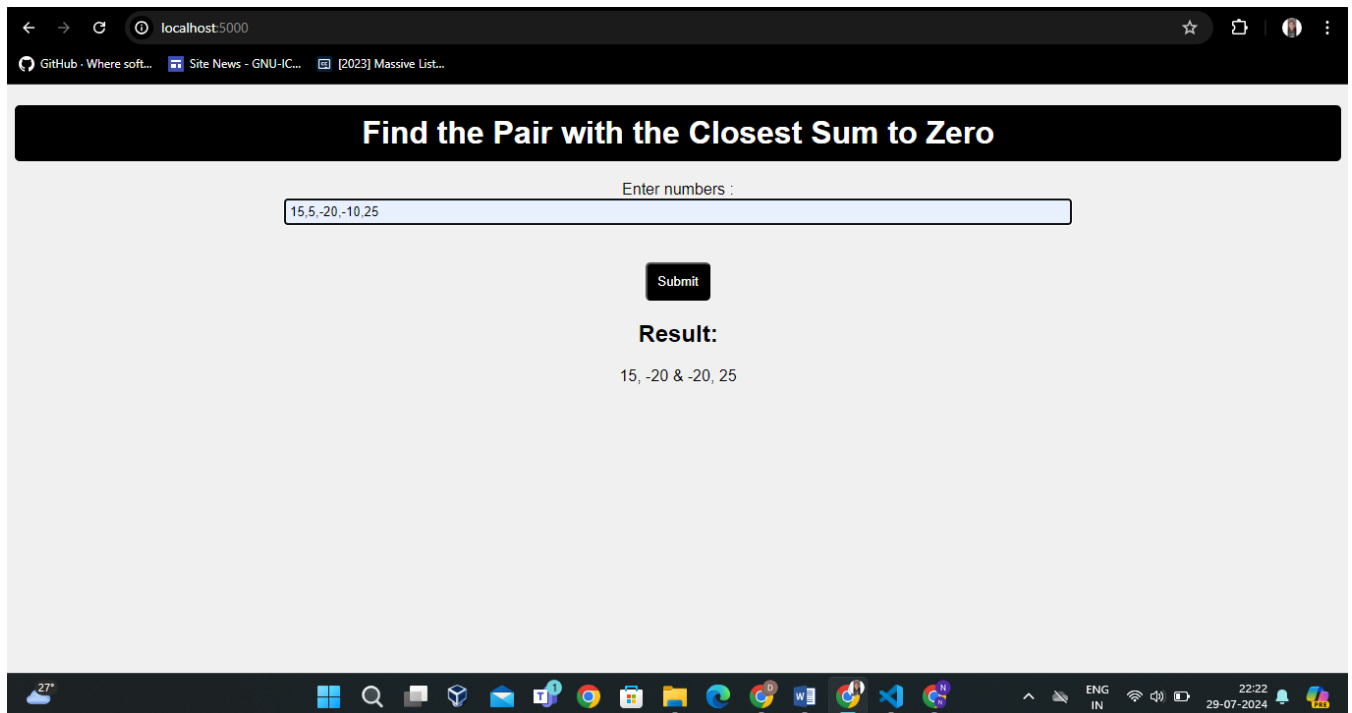 localhost:5000
GitHub - Where soft... Site News - GNU-IC... [2023] Massive List...
Find the Pair with the Closest Sum to Zero
Enter numbers :
15,5,-20,-10,25
Submit
Result:
15, -20 & -20, 25
27°
1
N
ENG
IN
22:22
29-07-2024
PRE